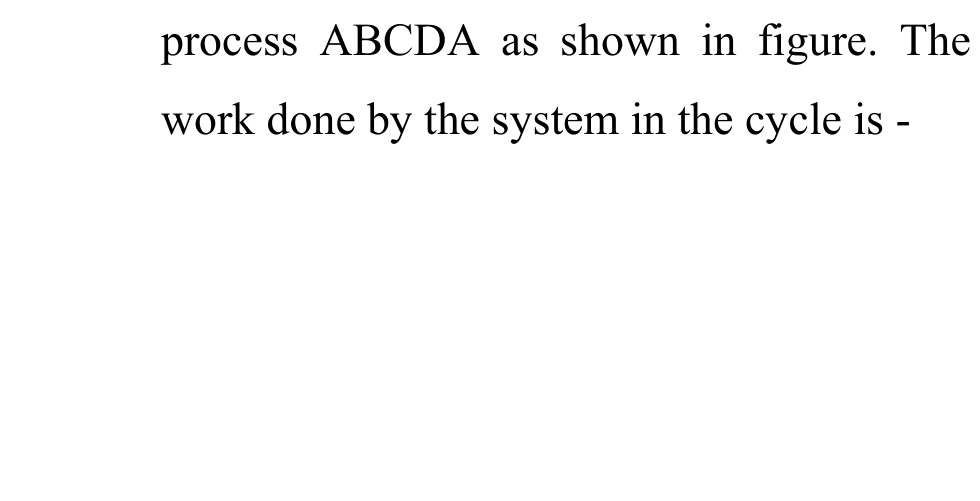 process ABCDA as shown in figure. The
work done by the system in the cycle is -